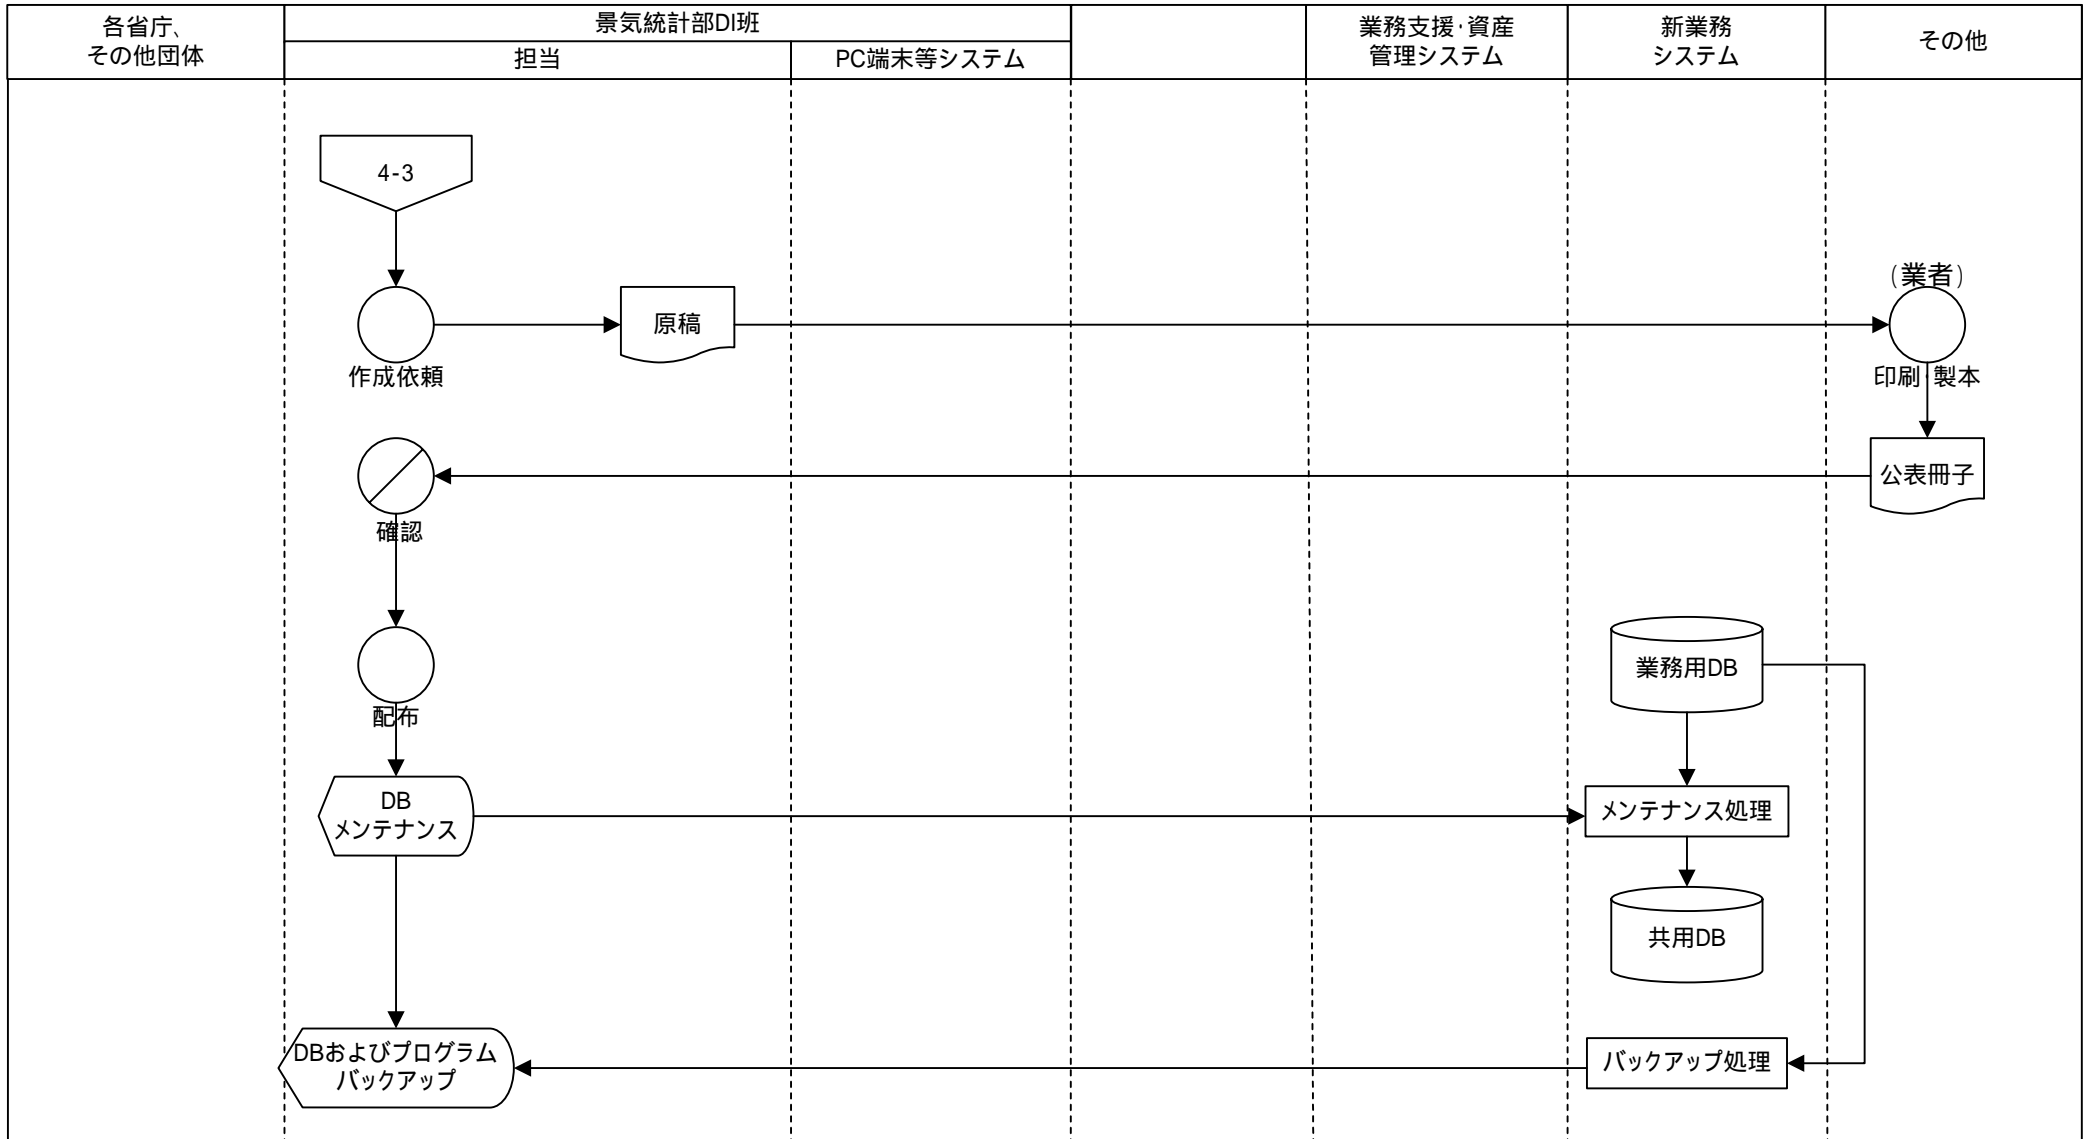 各省庁、
その他団体
景気統計部DI班
担当
PC端末等システム
業務支援・資産
管理システム
新業務
システム
その他
4-3
(業者)
原稿
作成依頼
印刷・製本
公表冊子
確認
業務用DB
配布
DB
メンテナンス
メンテナンス処理
共用DB
DBおよびプログラム
バックアップ
バックアップ処理